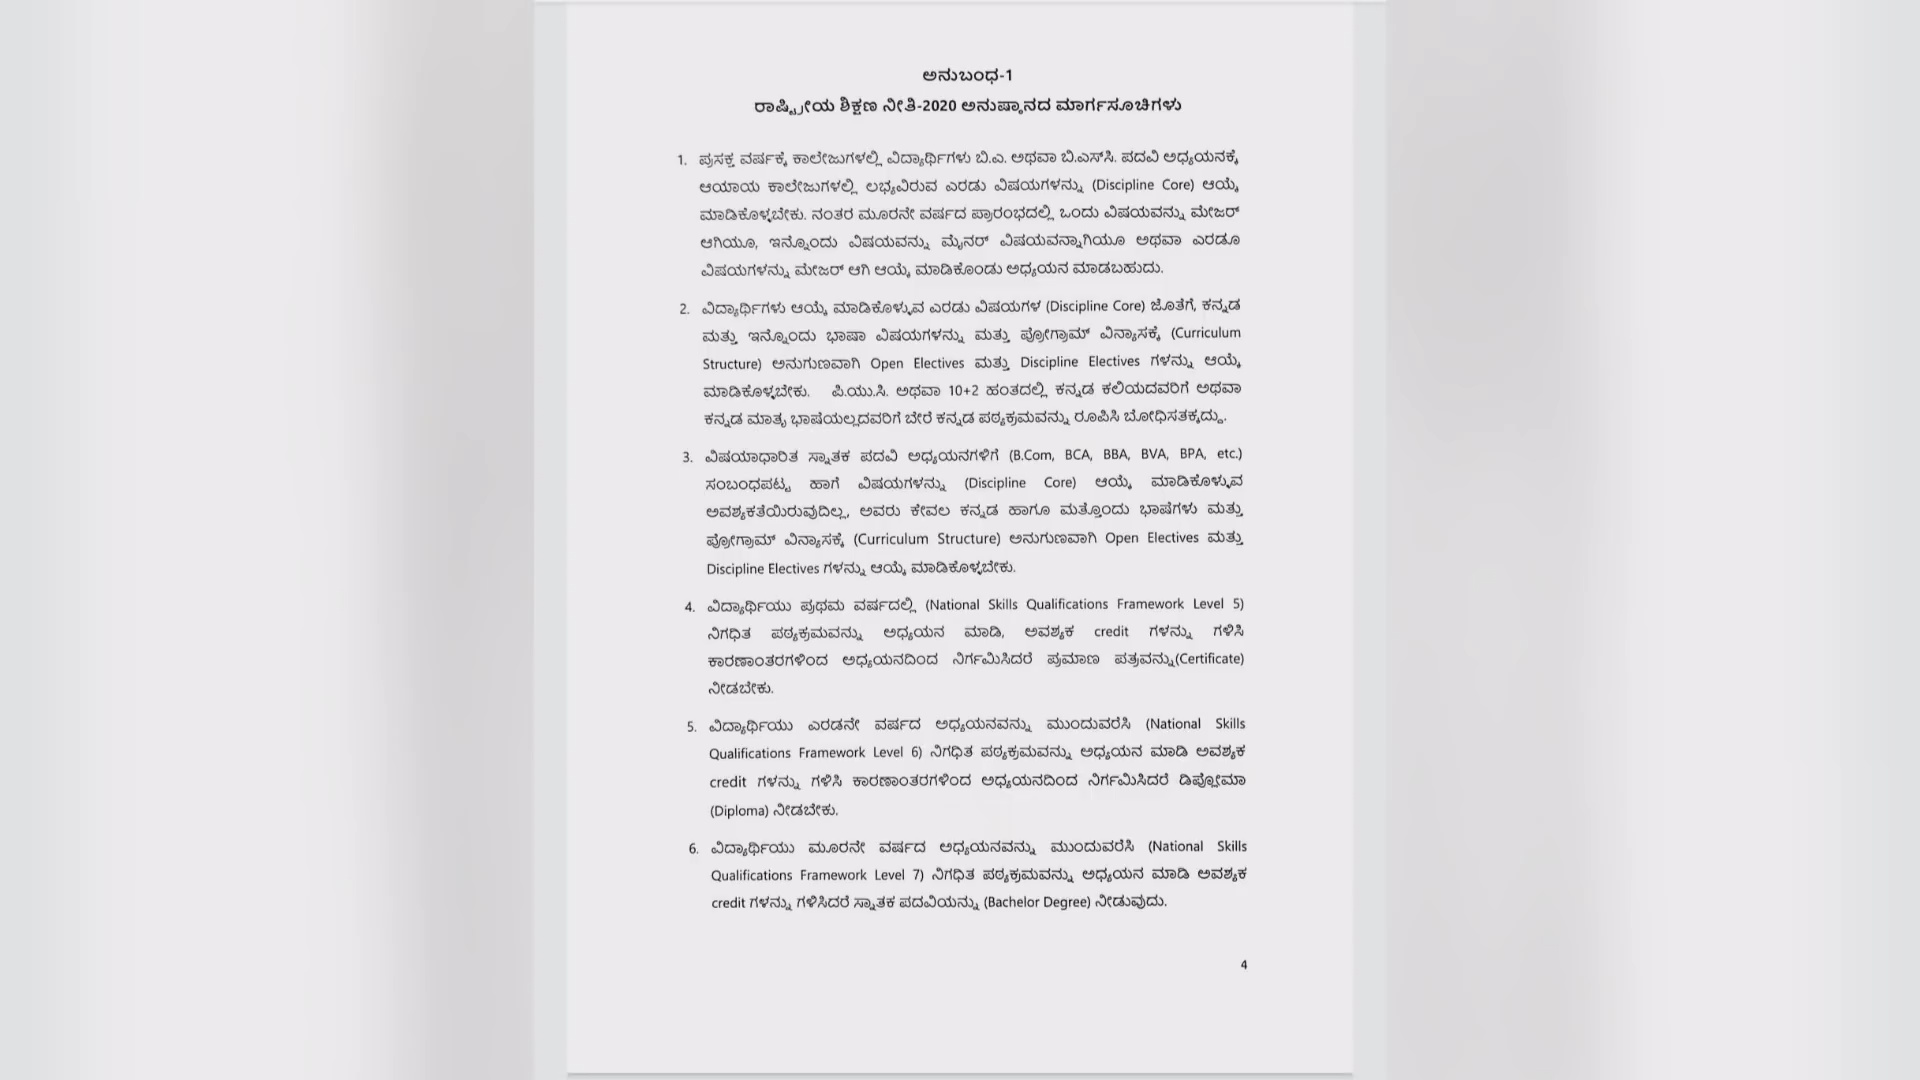 ಅನುಬಂಧ-1
ರಾಷ್ಟ್ರೀಯ ಶಿಕ್ಷಣ ನೀತಿ-2020 ಅನುಷ್ಠಾನದ ಮಾರ್ಗಸೂಚಿಗಳು
1. ಪ್ರಸಕ್ತ ವರ್ಷಕ್ಕೆ ಕಾಲೇಜುಗಳಲ್ಲಿ ವಿದ್ಯಾರ್ಥಿಗಳು ಬಿ.ಎ. ಅಥವಾ ಬಿ.ಎಸ್‌ಸಿ. ಪದವಿ ಅಧ್ಯಯನಕ್ಕೆ
ಆಯಾಯ ಕಾಲೇಜುಗಳಲ್ಲಿ ಲಭ್ಯವಿರುವ ಎರಡು ವಿಷಯಗಳನ್ನು (Discipline Core) ಆಯ್ಕೆ
ಮಾಡಿಕೊಳ್ಳಬೇಕು. ನಂತರ ಮೂರನೇ ವರ್ಷದ ಪ್ರಾರಂಭದಲ್ಲಿ ಒಂದು ವಿಷಯವನ್ನು ಮೇಜರ್
ಆಗಿಯೂ, ಇನ್ನೊಂದು ವಿಷಯವನ್ನು ಮೈನರ್ ವಿಷಯವನ್ನಾಗಿಯೂ ಅಥವಾ ಎರಡೂ
ವಿಷಯಗಳನ್ನು ಮೇಜರ್ ಆಗಿ ಆಯ್ಕೆ ಮಾಡಿಕೊಂಡು ಅಧ್ಯಯನ ಮಾಡಬಹುದು.
2. ವಿದ್ಯಾರ್ಥಿಗಳು ಆಯ್ಕೆ ಮಾಡಿಕೊಳ್ಳುವ ಎರಡು ವಿಷಯಗಳ (Discipline Core) ಜೊತೆಗೆ, ಕನ್ನಡ
ಮತ್ತು ಇನ್ನೊಂದು ಭಾಷಾ ವಿಷಯಗಳನ್ನು ಮತ್ತು ಪ್ರೋಗ್ರಾಮ್ ವಿನ್ಯಾಸಕ್ಕೆ (Curriculum
Structure) ಅನುಗುಣವಾಗಿ Open Electives ಮತ್ತು Discipline Electives ಗಳನ್ನು ಆಯ್ಕೆ
ಮಾಡಿಕೊಳ್ಳಬೇಕು. ಪಿ.ಯು.ಸಿ. ಅಥವಾ 10+2 ಹಂತದಲ್ಲಿ ಕನ್ನಡ ಕಲಿಯದವರಿಗೆ ಅಥವಾ
ಕನ್ನಡ ಮಾತೃ ಭಾಷೆಯಲ್ಲದವರಿಗೆ ಬೇರೆ ಕನ್ನಡ ಪಠ್ಯಕ್ರಮವನ್ನು ರೂಪಿಸಿ ಬೋಧಿಸತಕ್ಕದ್ದು.
3. ವಿಷಯಾಧಾರಿತ ಸ್ನಾತಕ ಪದವಿ ಅಧ್ಯಯನಗಳಿಗೆ (B.Com, BCA, BBA, BVA, BPA, etc.)
ಸಂಬಂಧಪಟ್ಟ ಹಾಗೆ ವಿಷಯಗಳನ್ನು (Discipline Core) ಆಯ್ಕೆ ಮಾಡಿಕೊಳ್ಳುವ
ಅವಶ್ಯಕತೆಯಿರುವುದಿಲ್ಲ, ಅವರು ಕೇವಲ ಕನ್ನಡ ಹಾಗೂ ಮತ್ತೊಂದು ಭಾಷೆಗಳು ಮತ್ತು
ಪ್ರೋಗ್ರಾಮ್ ವಿನ್ಯಾಸಕ್ಕೆ (Curriculum Structure) ಅನುಗುಣವಾಗಿ Open Electives ಮತ್ತು
Discipline Electives ಗಳನ್ನು ಆಯ್ಕೆ ಮಾಡಿಕೊಳ್ಳಬೇಕು.
4. ವಿದ್ಯಾರ್ಥಿಯು ಪ್ರಥಮ ವರ್ಷದಲ್ಲಿ (National Skills Qualifications Framework Level 5)
ನಿಗಧಿತ ಪಠ್ಯಕ್ರಮವನ್ನು ಅಧ್ಯಯನ ಮಾಡಿ, ಅವಶ್ಯಕ credit ಗಳನ್ನು ಗಳಿಸಿ
ಕಾರಣಾಂತರಗಳಿಂದ ಅಧ್ಯಯನದಿಂದ ನಿರ್ಗಮಿಸಿದರೆ ಪ್ರಮಾಣ ಪತ್ರವನ್ನು(Certificate)
ನೀಡಬೇಕು.
5. ವಿದ್ಯಾರ್ಥಿಯು ಎರಡನೇ ವರ್ಷದ ಅಧ್ಯಯನವನ್ನು ಮುಂದುವರೆಸಿ (National Skills
Qualifications Framework Level 6) ನಿಗಧಿತ ಪಠ್ಯಕ್ರಮವನ್ನು ಅಧ್ಯಯನ ಮಾಡಿ ಅವಶ್ಯಕ
credit ಗಳನ್ನು ಗಳಿಸಿ ಕಾರಣಾಂತರಗಳಿಂದ ಅಧ್ಯಯನದಿಂದ ನಿರ್ಗಮಿಸಿದರೆ ಡಿಪ್ಲೋಮಾ
(Diploma) ನೀಡಬೇಕು.
6. ವಿದ್ಯಾರ್ಥಿಯು ಮೂರನೇ ವರ್ಷದ ಅಧ್ಯಯನವನ್ನು ಮುಂದುವರೆಸಿ (National Skills
Qualifications Framework Level 7) ನಿಗಧಿತ ಪಠ್ಯಕ್ರಮವನ್ನು ಅಧ್ಯಯನ ಮಾಡಿ ಅವಶ್ಯಕ
credit ಗಳನ್ನು ಗಳಿಸಿದರೆ ಸ್ನಾತಕ ಪದವಿಯನ್ನು (Bachelor Degree) ನೀಡುವುದು.
4